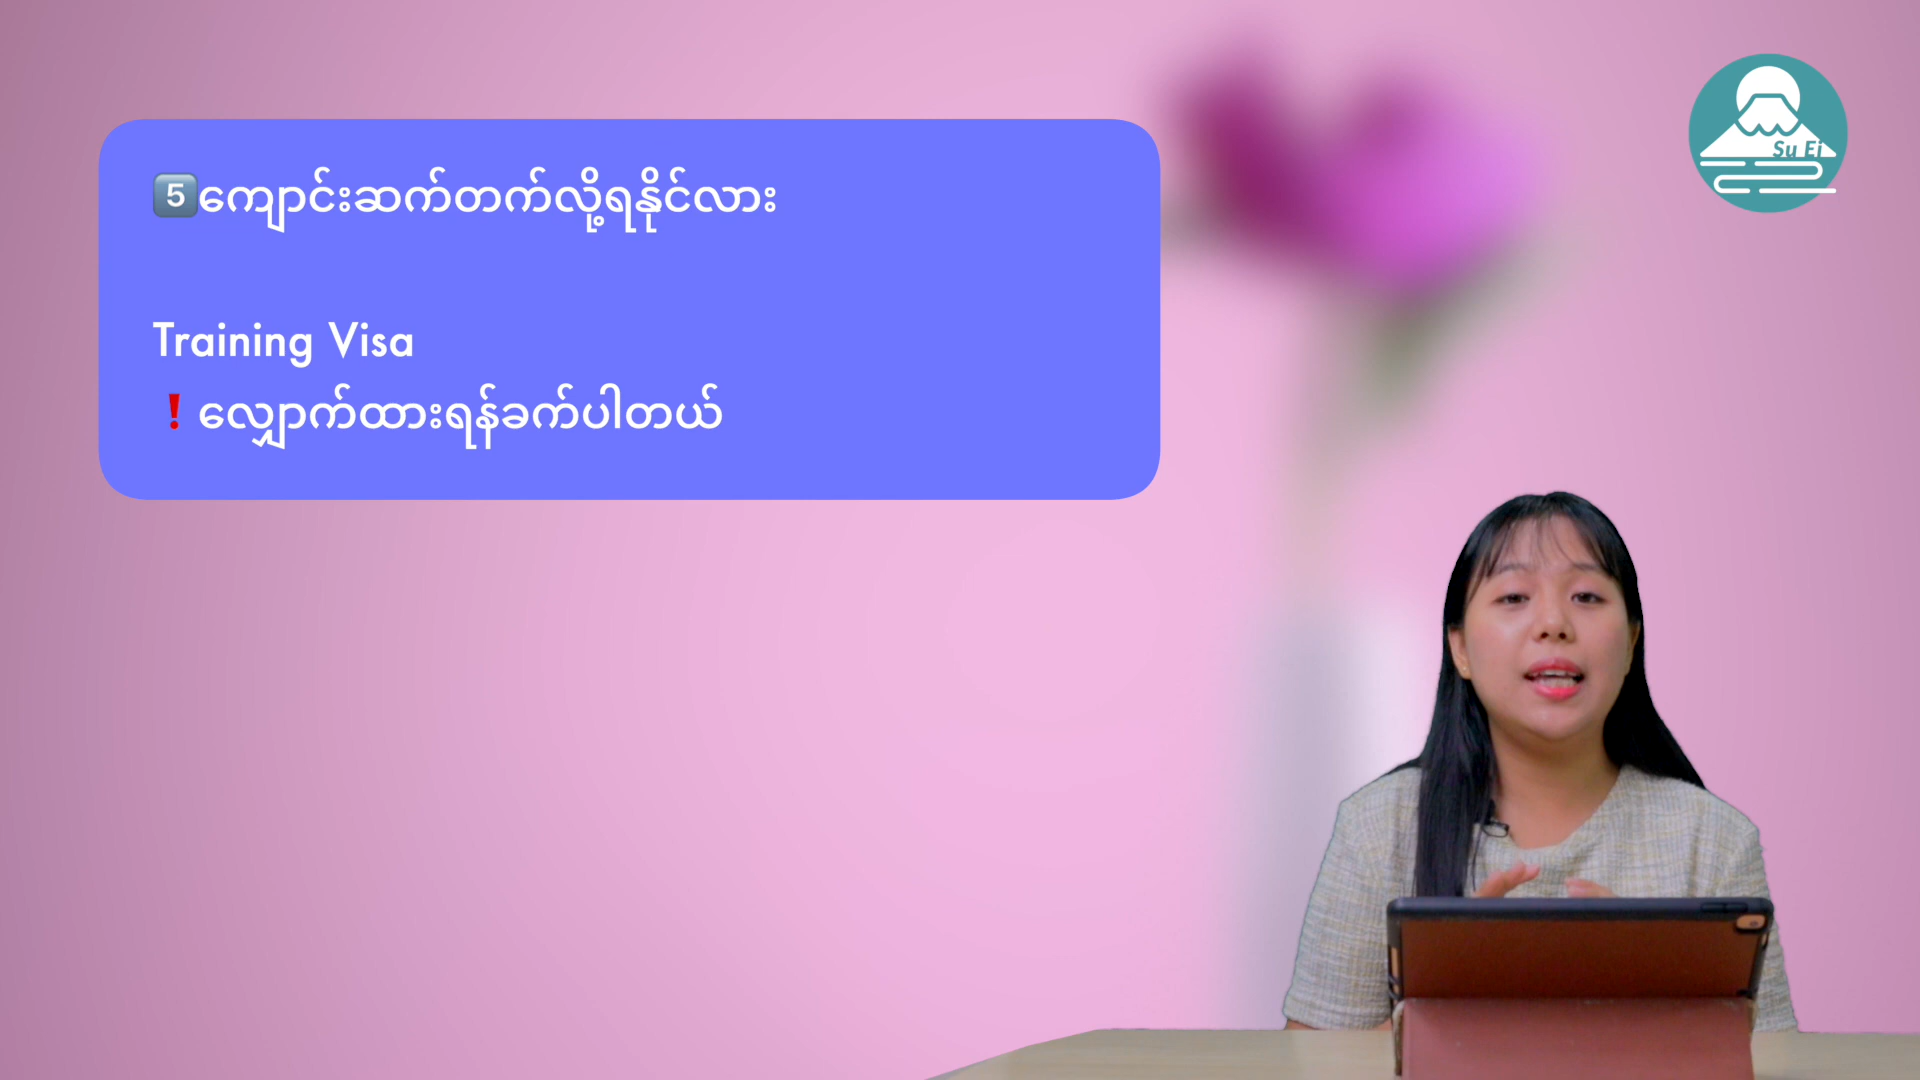 5️⃣ကျောင်းဆက်တက်လို့ရနိုင်လား
Training Visa
❗လျှောက်ထားရန်ခက်ပါတယ်
Su Ei